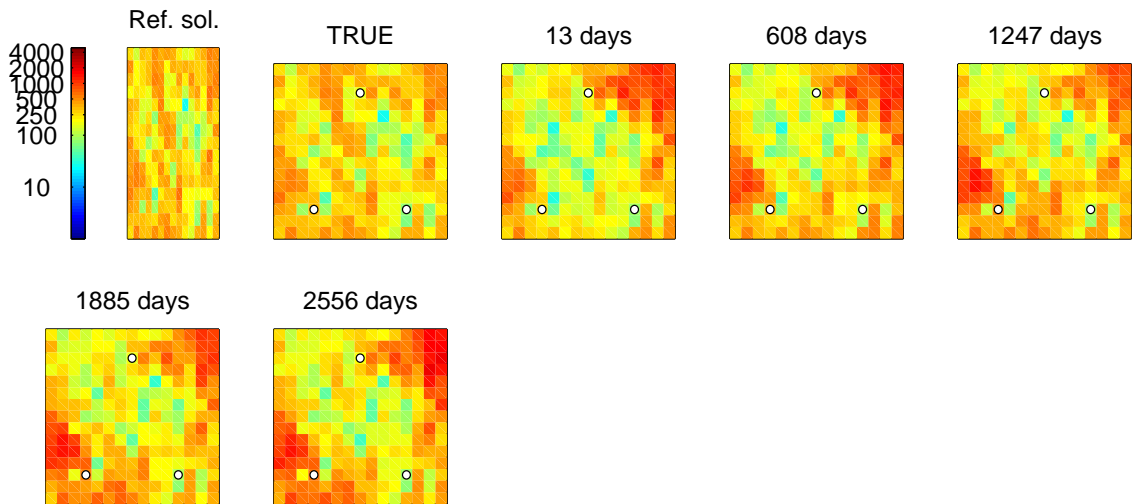 Ref. sol.
TRUE
13 days
608 days
1247 days
4000
2000
1000
500
250
100
10
1885 days
2556 days